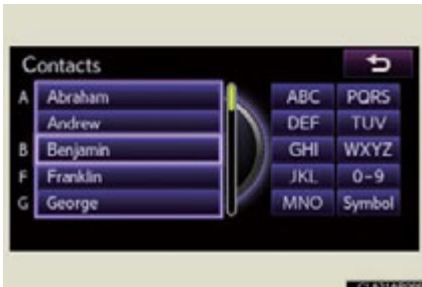 Contacts
A Abraham ABC PQRS
Andrew DEF TUV
B Benjamin GHI WXYZ
F Franklin JKL 0-9
G George MNO Symbol